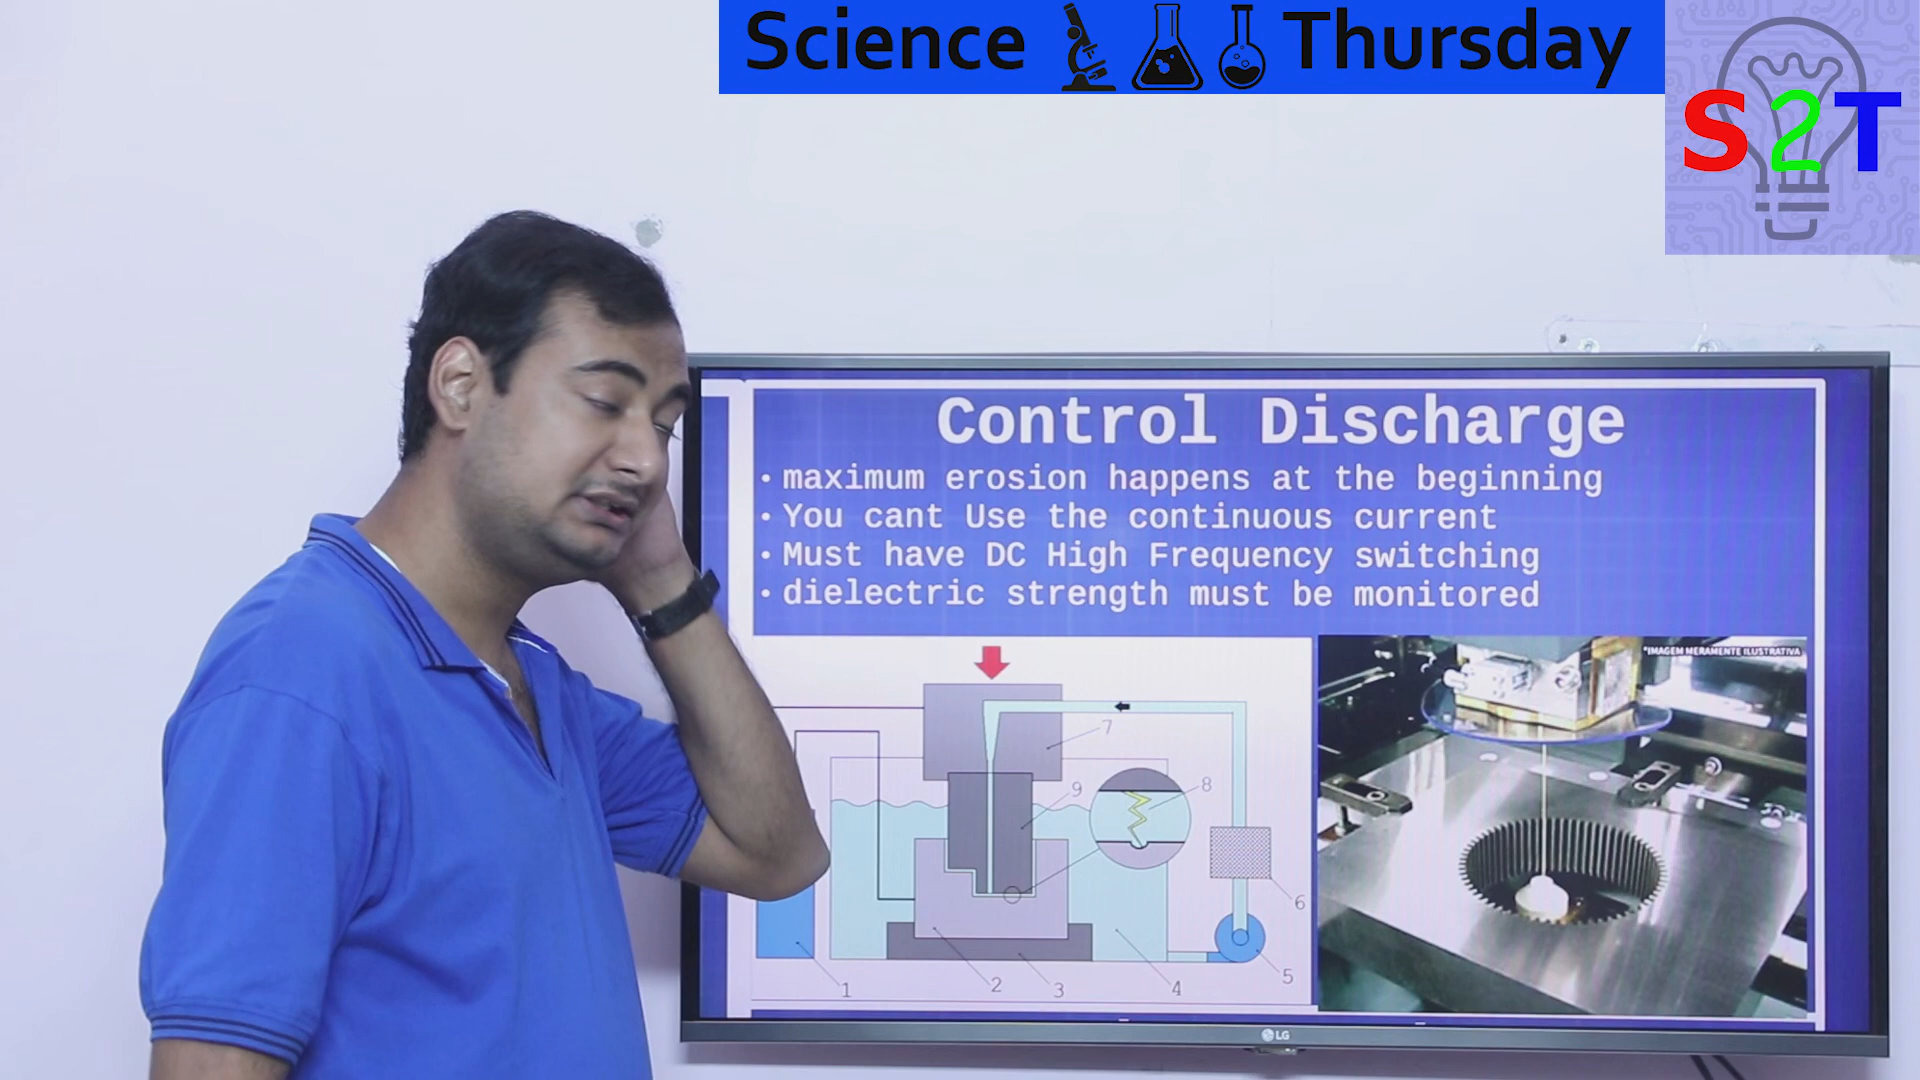 Science Thursday
S2T
Control Discharge
• maximum erosion happens at the beginning
• You cant Use the continuous current
• Must have DC High Frequency switching
• dielectric strength must be monitored
*IMAGEM MERAMENTE ILUSTRATIVA
7
9
8
6
5
1
2
3
4
LG